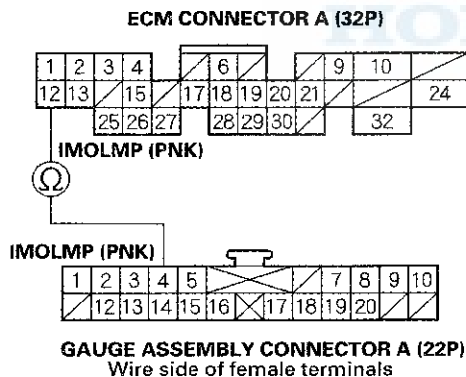 ECM CONNECTOR A (32P)
1 2 3 4 6 9 10
12 13 15 17 18 19 20 21 24
25 26 27 28 29 30 32
IMOLMP (PNK)
Ω
IMOLMP (PNK)
1 2 3 4 5 7 8 9 10
12 13 14 15 16 17 18 19 20
GAUGE ASSEMBLY CONNECTOR A (22P)
Wire side of female terminals